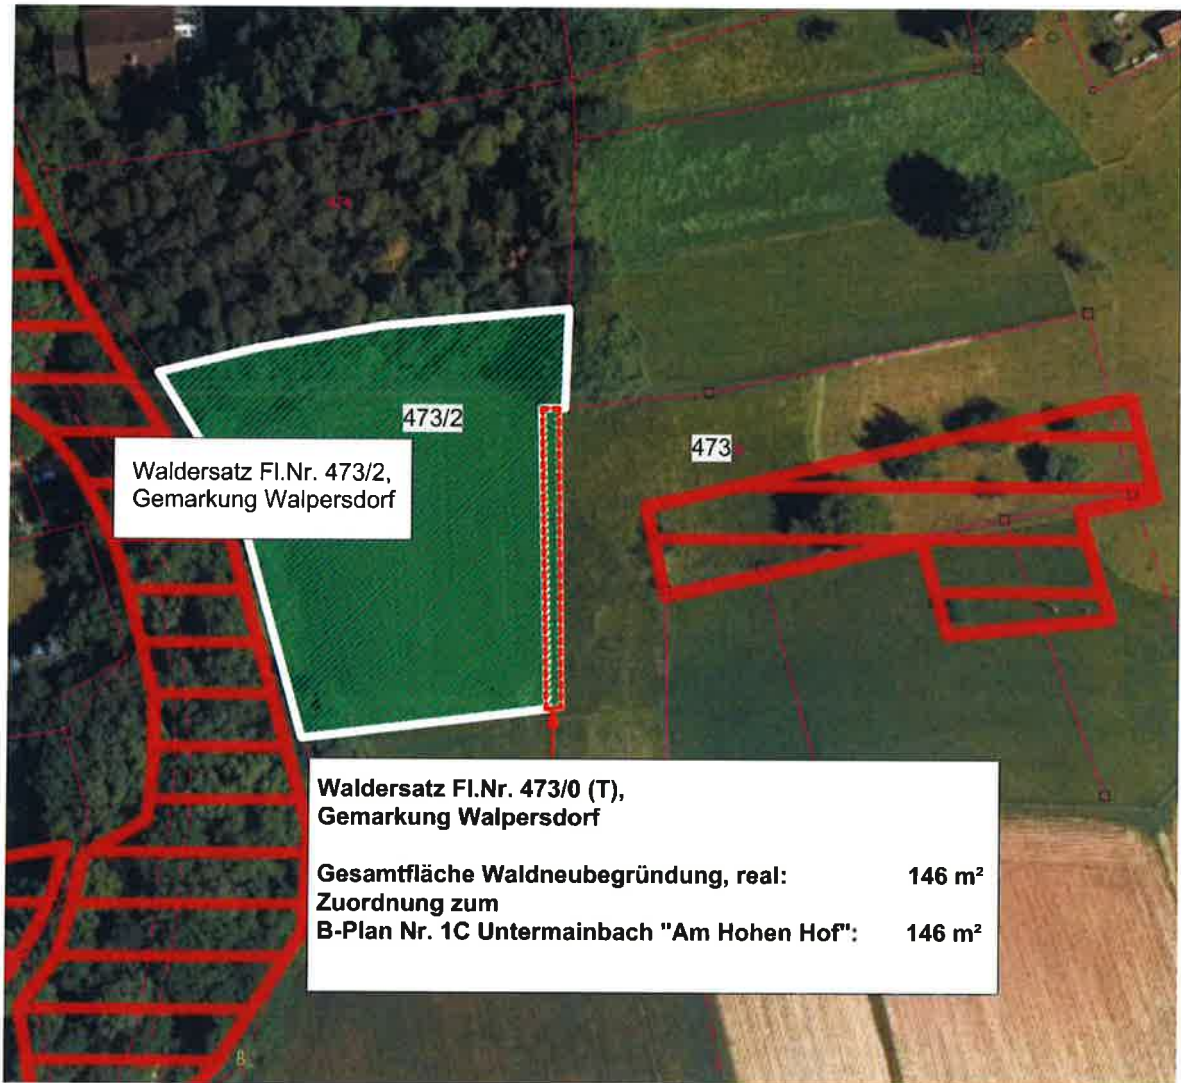 474
473/2
473
Waldersatz Fl.Nr. 473/2,
Gemarkung Walpersdorf
Waldersatz Fl.Nr. 473/0 (T),
Gemarkung Walpersdorf
Gesamtfläche Waldneubegründung, real: 146 m²
Zuordnung zum
B-Plan Nr. 1C Untermainbach "Am Hohen Hof": 146 m²